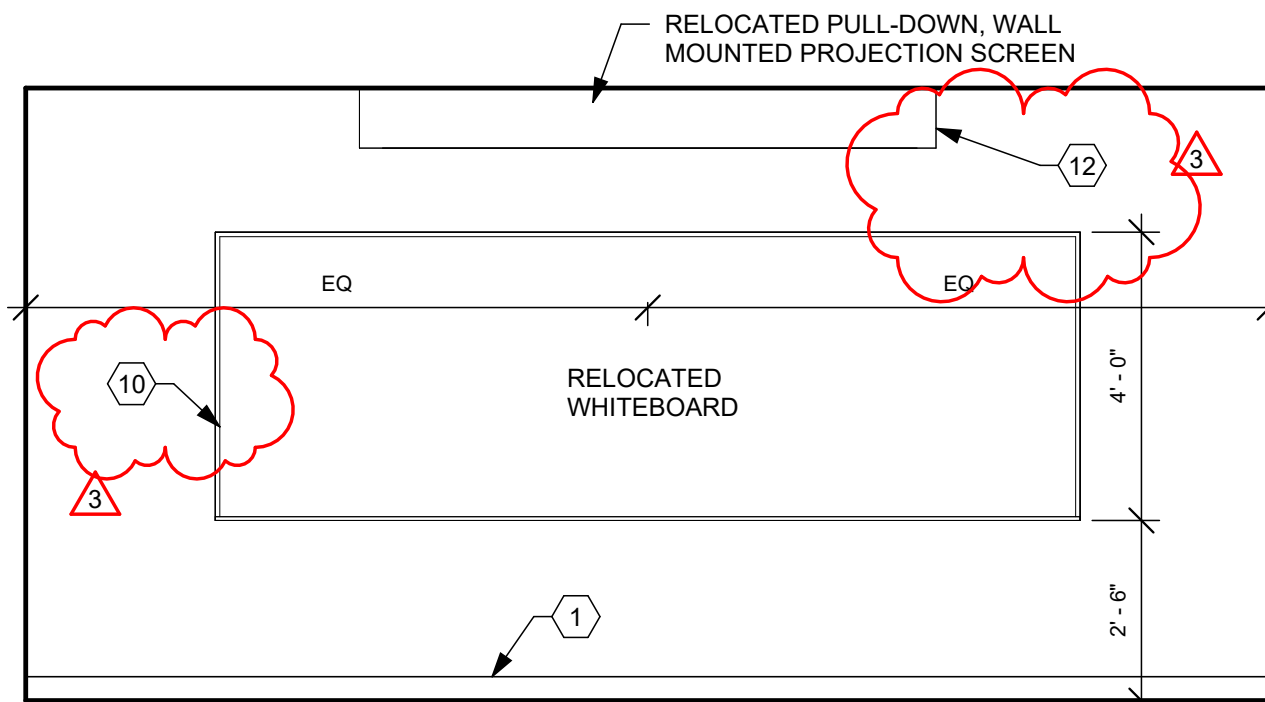 RELOCATED PULL-DOWN, WALL
MOUNTED PROJECTION SCREEN
12
3
EQ
EQ
10
RELOCATED
WHITEBOARD
4' - 0"
3
1
2' - 6"